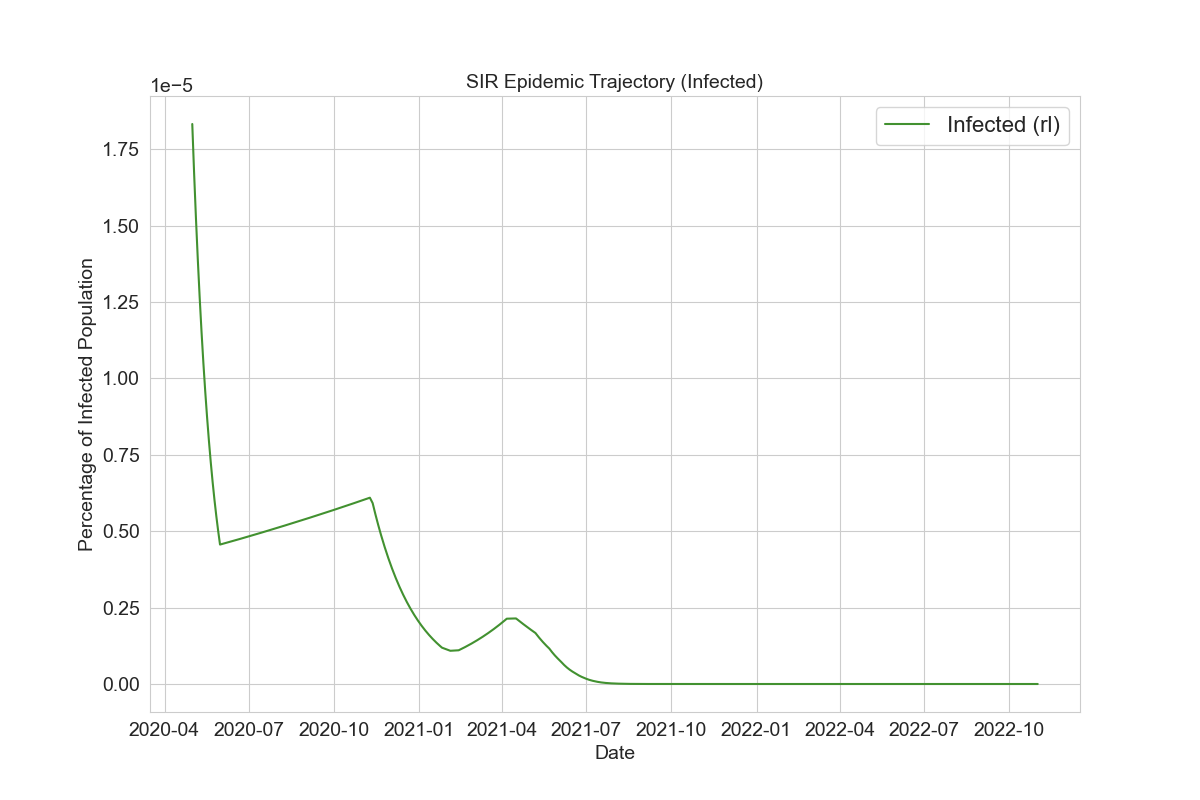 SIR Epidemic Trajectory (Infected)
1e−5
Infected (rl)
1.75
1.50
1.25
1.00
0.75
0.50
0.25
0.00
Percentage of Infected Population
2020-04 2020-07 2020-10 2021-01 2021-04 2021-07 2021-10 2022-01 2022-04 2022-07 2022-10
Date